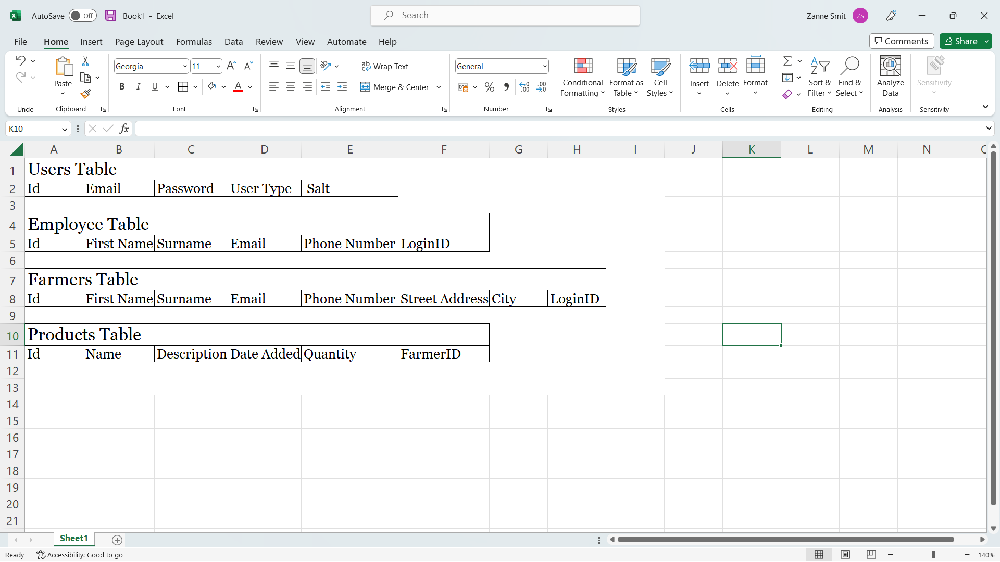 AutoSave Off Book1 - Excel Search Zanne Smit ZS
File Home Insert Page Layout Formulas Data Review View Automate Help Comments Share
Paste
Georgia 11
B I U A
ab Wrap Text
Merge & Center
General
% 
Conditional Formatting
Format as Table
Cell Styles
Insert Delete Format
Sort & Filter
Find & Select
Analyze Data
Sensitivity
Undo Clipboard Font Alignment Number Styles Cells Editing Analysis Sensitivity
K10 fx
A B C D E F G H I J K L M N
1 Users Table
2 Id Email Password User Type Salt
3
4 Employee Table
5 Id First Name Surname Email Phone Number LoginID
6
7 Farmers Table
8 Id First Name Surname Email Phone Number Street Address City LoginID
9
10 Products Table
11 Id Name Description Date Added Quantity FarmerID
12
13
14
15
16
17
18
19
20
21
Sheet1
Ready Accessibility: Good to go 140%